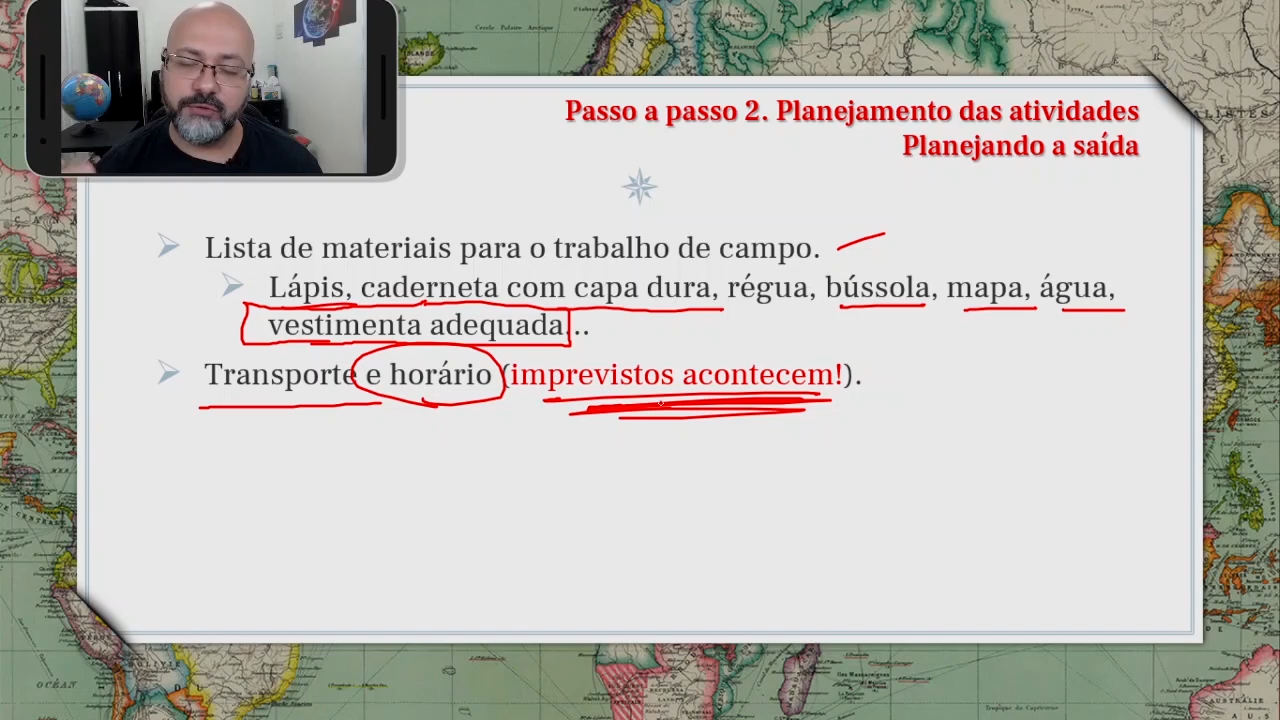 Passo a passo 2. Planejamento das atividades
Planejando a saída
Lista de materiais para o trabalho de campo.
Lápis, caderneta com capa dura, régua, bússola, mapa, água,
vestimenta adequada...
Transporte e horário (imprevistos acontecem!).
OCÉAN